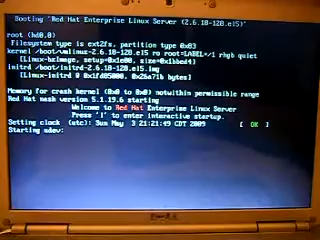 Booting 'Red Hat Enterprise Linux Server (2.6.18-128.el5)'
root (hd0,0)
Filesystem type is ext2fs, partition type 0x83
kernel /boot/vmlinuz-2.6.18-128.el5 ro root=LABEL=/1 rhgb quiet
[Linux-bzImage, setup=0x1e00, size=0x1bbed4]
initrd /boot/initrd-2.6.18-128.el5.img
[Linux-initrd @ 0x1fd85000, 0x26a71b bytes]
Memory for crash kernel (0x0 to 0x0) notwithin permissible range
Red Hat nash version 5.1.19.6 starting
Welcome to Red Hat Enterprise Linux Server
Press 'I' to enter interactive startup.
Setting clock (utc): Sun May 3 21:21:49 CDT 2009 [ OK ]
Starting udev:
DELL